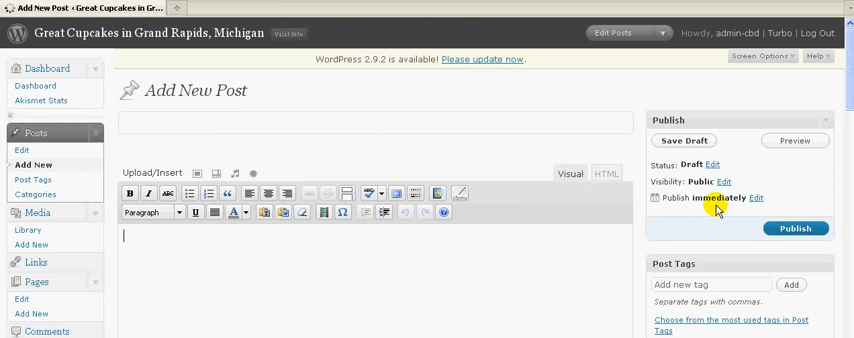 Add New Post ‹ Great Cupcakes in Gr...
Great Cupcakes in Grand Rapids, Michigan
Visit Site
Edit Posts
Howdy, admin-cbd | Turbo | Log Out
WordPress 2.9.2 is available! Please update now.
Screen Options
Help
Dashboard
Dashboard
Akismet Stats
Posts
Edit
Add New
Post Tags
Categories
Media
Library
Add New
Links
Pages
Edit
Add New
Comments
Add New Post
Upload/Insert
Visual
HTML
B I ABC
ABC
Paragraph
U
A
Ω
Publish
Save Draft
Preview
Status: Draft Edit
Visibility: Public Edit
Publish immediately Edit
Publish
Post Tags
Add new tag
Add
Separate tags with commas.
Choose from the most used tags in Post
Tags